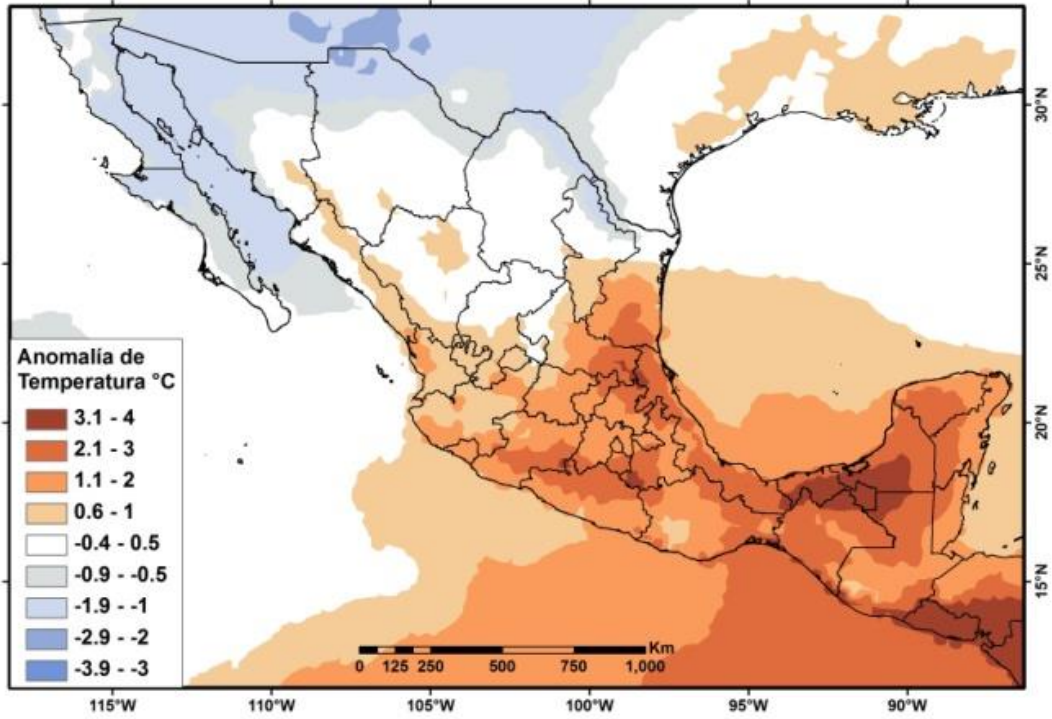 30°N
25°N
20°N
15°N
Anomalía de
Temperatura °C
3.1 - 4
2.1 - 3
1.1 - 2
0.6 - 1
-0.4 - 0.5
-0.9 - -0.5
-1.9 - -1
-2.9 - -2
-3.9 - -3
Km
0 125 250 500 750 1,000
115°W 110°W 105°W 100°W 95°W 90°W